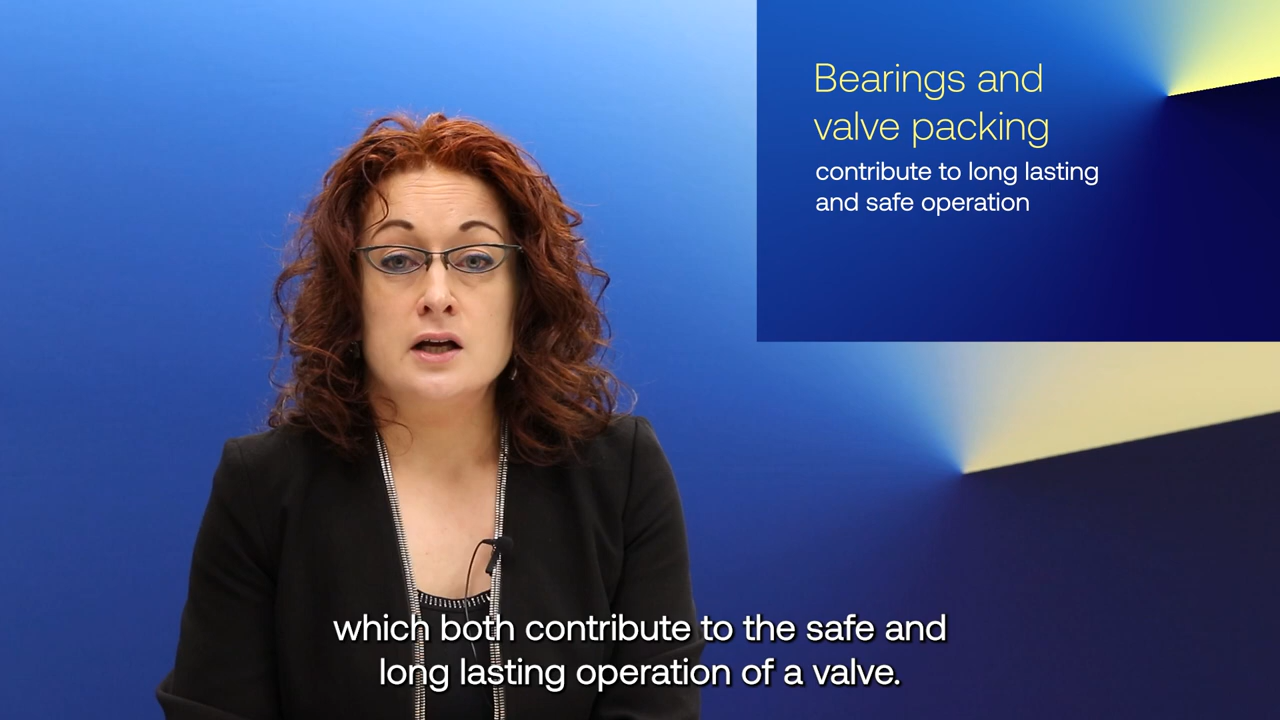 Bearings and
valve packing
contribute to long lasting
and safe operation
which both contribute to the safe and
long lasting operation of a valve.